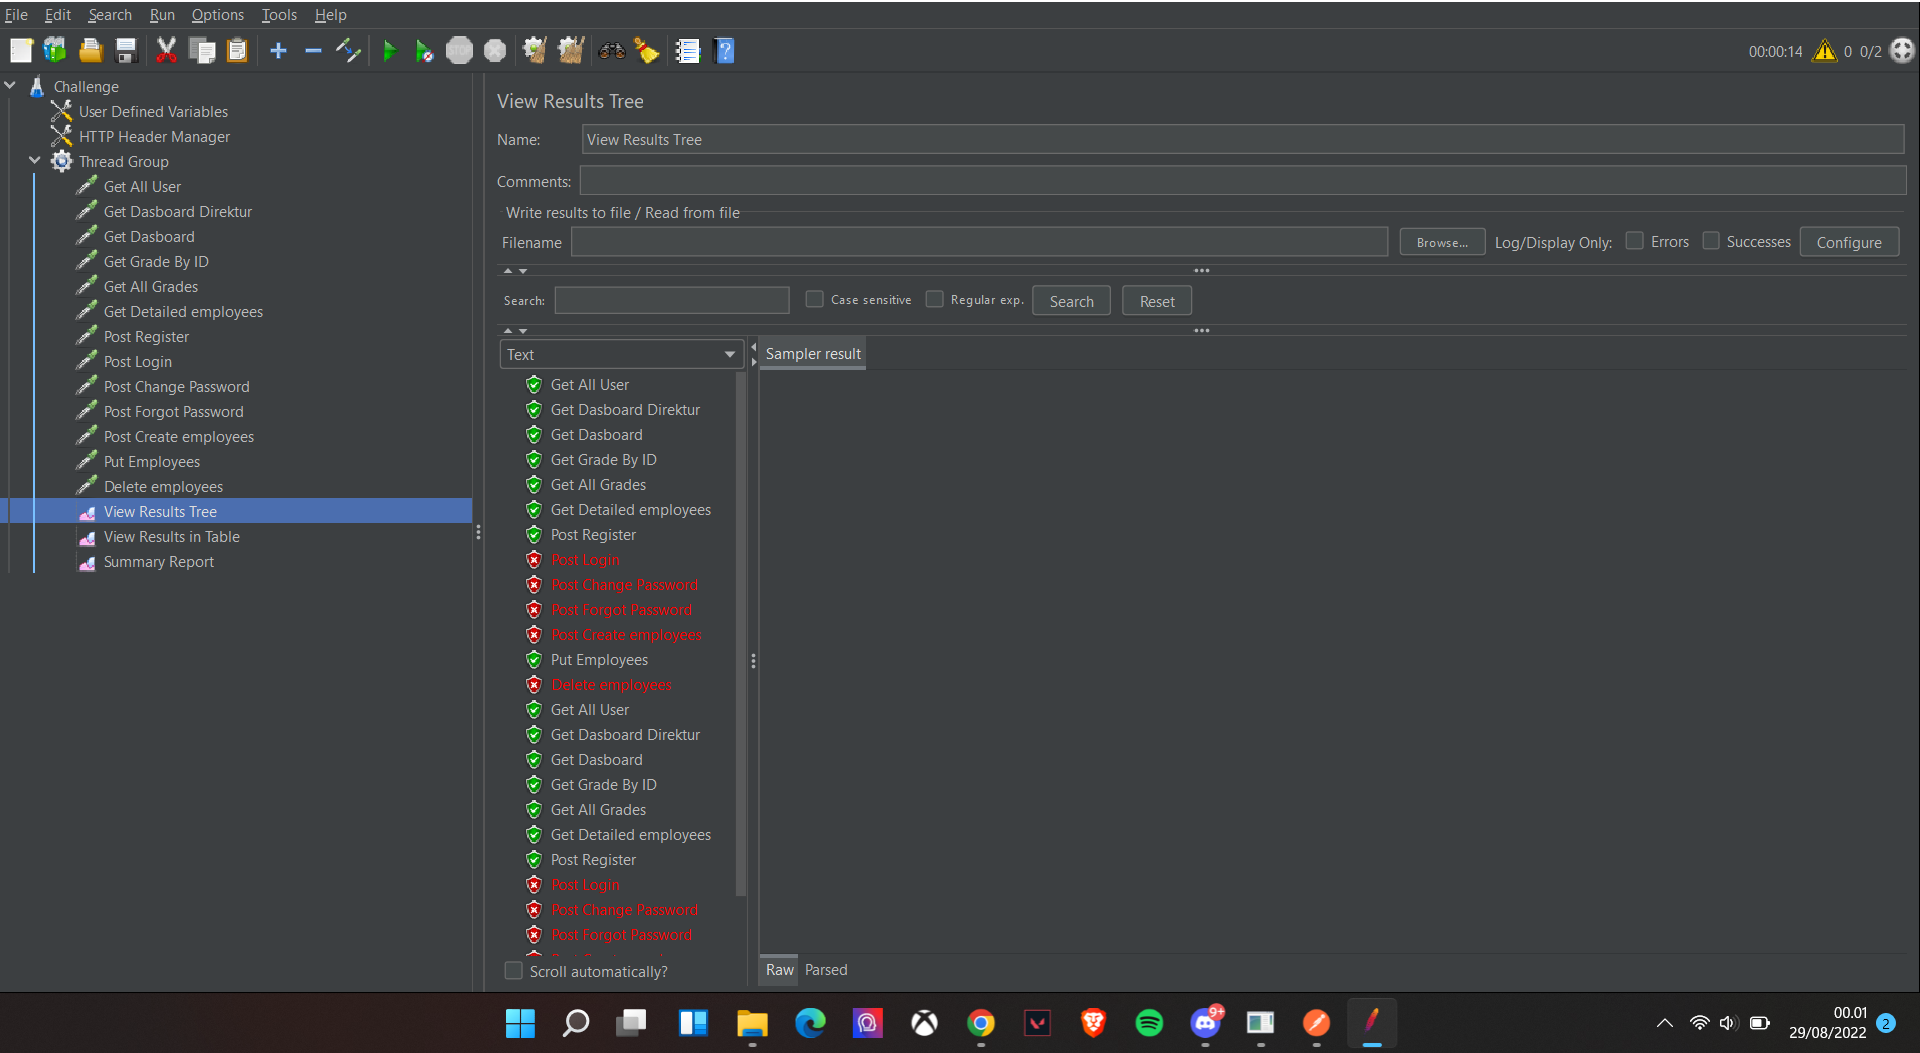 File Edit Search Run Options Tools Help
STOP
00:00:14 0 0/2
Challenge
User Defined Variables
HTTP Header Manager
Thread Group
Get All User
Get Dasboard Direktur
Get Dasboard
Get Grade By ID
Get All Grades
Get Detailed employees
Post Register
Post Login
Post Change Password
Post Forgot Password
Post Create employees
Put Employees
Delete employees
View Results Tree
View Results in Table
Summary Report
View Results Tree
Name: View Results Tree
Comments:
Write results to file / Read from file
Filename Browse... Log/Display Only: Errors Successes Configure
Search: Case sensitive Regular exp. Search Reset
Text
Sampler result
Get All User
Get Dasboard Direktur
Get Dasboard
Get Grade By ID
Get All Grades
Get Detailed employees
Post Register
Post Login
Post Change Password
Post Forgot Password
Post Create employees
Put Employees
Delete employees
Get All User
Get Dasboard Direktur
Get Dasboard
Get Grade By ID
Get All Grades
Get Detailed employees
Post Register
Post Login
Post Change Password
Post Forgot Password
Scroll automatically?
Raw Parsed
9+
00.01
29/08/2022
2